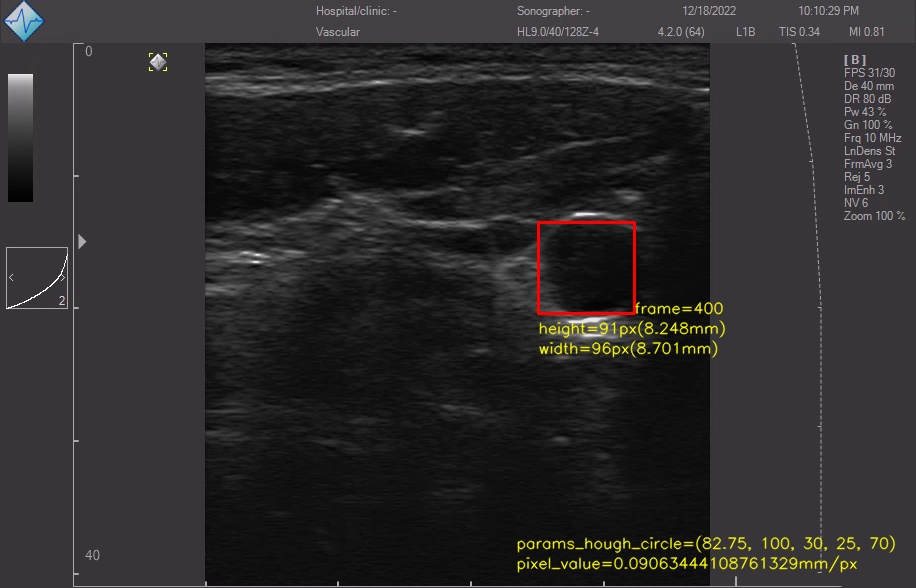 Hospital/clinic: - Sonographer: - 12/18/2022 10:10:29 PM
Vascular HL9.0/40/128Z-4 4.2.0 (64) L1B TIS 0.34 MI 0.81
0
[ B ]
FPS 31/30
De 40 mm
DR 80 dB
Pw 43 %
Gn 100 %
Frq 10 MHz
LnDens St
FrmAvg 3
Rej 5
ImEnh 3
NV 6
Zoom 100 %
2
frame=400
height=91px(8.248mm)
width=96px(8.701mm)
params_hough_circle=(82.75, 100, 30, 25, 70)
40
pixel_value=0.09063444108761329mm/px